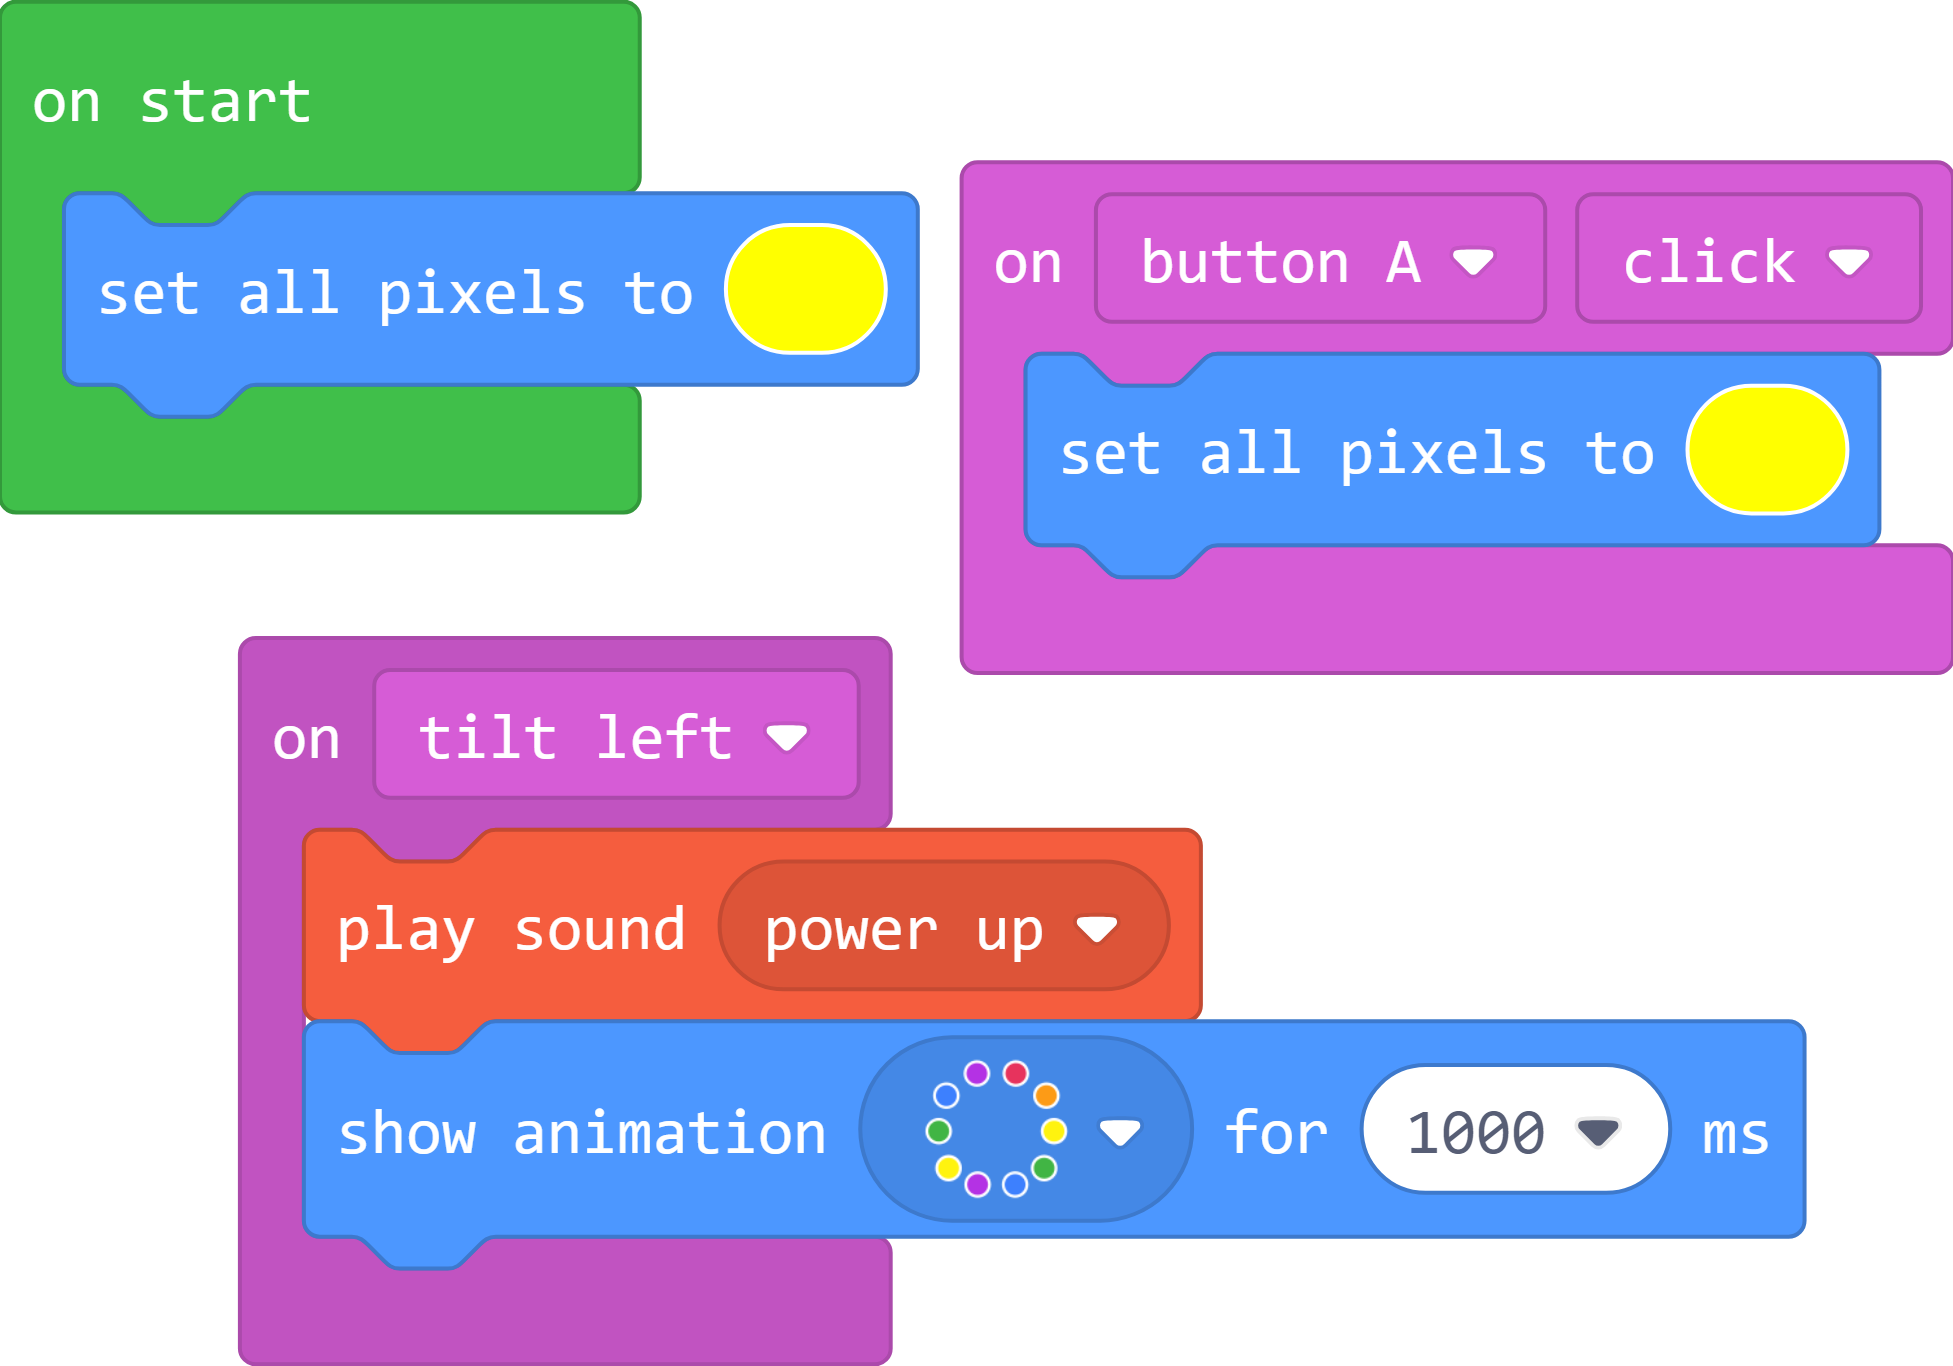 on start
set all pixels to
on button A click
set all pixels to
on tilt left
play sound power up
show animation for 1000 ms